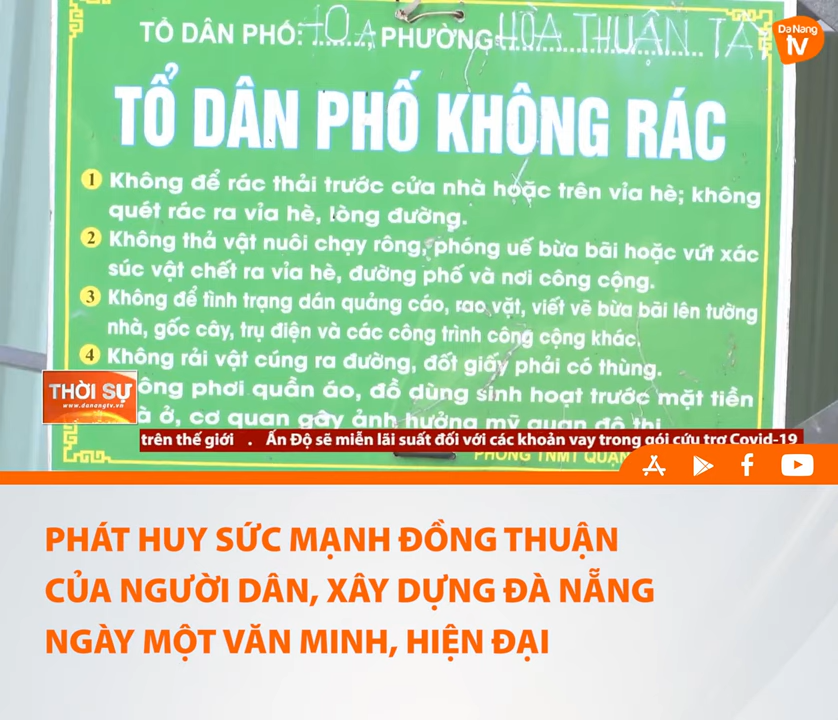 TỔ DÂN PHỐ: ......., PHƯỜNG HÒA THUẬN TÂY
Da Nang
tv
TỔ DÂN PHỐ KHÔNG RÁC
1 Không để rác thải trước cửa nhà hoặc trên vỉa hè; không
quét rác ra vỉa hè, lòng đường.
2 Không thả vật nuôi chạy rông, phóng uế bừa bãi hoặc vứt xác
súc vật chết ra vỉa hè, đường phố và nơi công cộng.
3 Không để tình trạng dán quảng cáo, rao vặt, viết vẽ bừa bãi lên tường
nhà, gốc cây, trụ điện và các công trình công cộng khác.
4 Không rải vật cúng ra đường, đốt giấy phải có thùng.
ông phơi quần áo, đồ dùng sinh hoạt trước mặt tiền
à ở, cơ quan gây ảnh hưởng mỹ quan đô thị
THỜI SỰ
www.danangtv.vn
trên thế giới . Ấn Độ sẽ miễn lãi suất đối với các khoản vay trong gói cứu trợ Covid-19
PHÒNG TNMT QUẬN
PHÁT HUY SỨC MẠNH ĐỒNG THUẬN
CỦA NGƯỜI DÂN, XÂY DỰNG ĐÀ NẴNG
NGÀY MỘT VĂN MINH, HIỆN ĐẠI